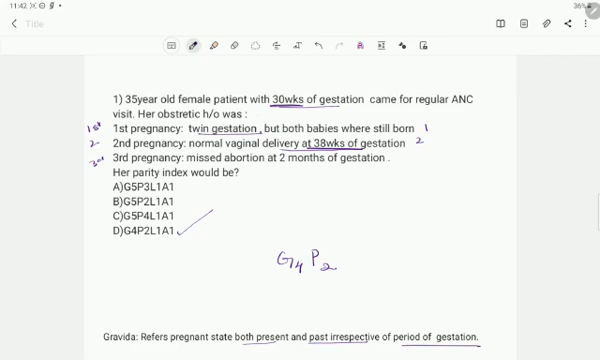 11:42
36%
Title
1) 35year old female patient with 30wks of gestation came for regular ANC
visit. Her obstretic h/o was :
1st 1st pregnancy: twin gestation , but both babies where still born 1
2 2nd pregnancy: normal vaginal delivery at 38wks of gestation 2
3rd 3rd pregnancy: missed abortion at 2 months of gestation .
Her parity index would be?
A)G5P3L1A1
B)G5P2L1A1
C)G5P4L1A1
D)G4P2L1A1
G4 P2
Gravida: Refers pregnant state both present and past irrespective of period of gestation.